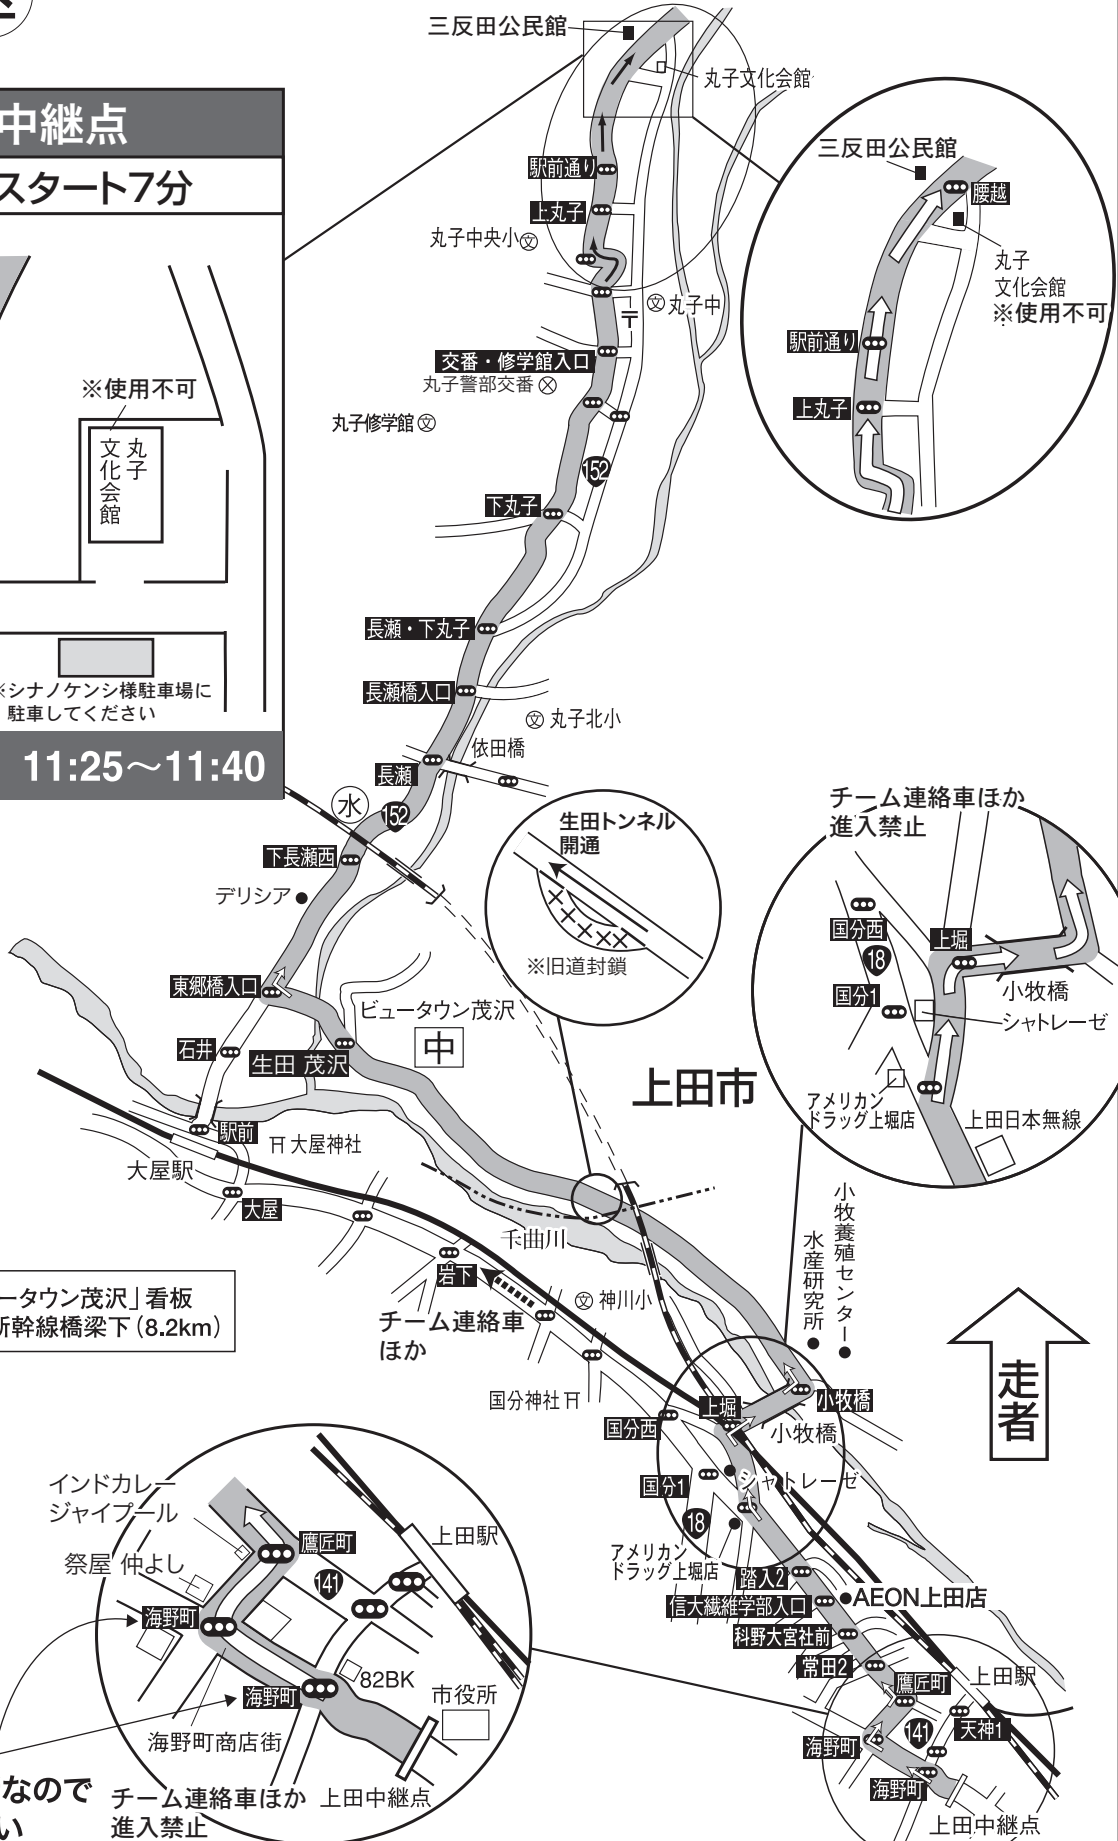 三反田公民館
丸子文化会館
中継点
スタート7分
※使用不可
丸子
文化会館
※シナノケンシ様駐車場に
駐車してください
11:25～11:40
駅前通り
上丸子
丸子中央小
文
文
丸子中
〒
交番・修学館入口
丸子警部交番
丸子修学館
文
152
下丸子
長瀬・下丸子
長瀬橋入口
文
丸子北小
依田橋
長瀬
水
152
下長瀬西
デリシア
三反田公民館
腰越
丸子
文化会館
※使用不可
駅前通り
上丸子
生田トンネル
開通
※旧道封鎖
チーム連絡車ほか
進入禁止
国分西
上堀
18
国分1
小牧橋
シャトレーゼ
アメリカン
ドラッグ上堀店
上田日本無線
東郷橋入口
ビュータウン茂沢
中
石井
生田 茂沢
上田市
駅前
大屋神社
大屋駅
大屋
千曲川
岩下
チーム連絡車
ほか
文
神川小
小牧養殖センター
水産研究所
走者
ータウン茂沢」看板
新幹線橋梁下（8.2km）
国分神社
国分西
上堀
小牧橋
小牧橋
国分1
シャトレーゼ
18
アメリカン
ドラッグ上堀店
踏入2
信大繊維学部入口
AEON上田店
科野大宮社前
常田2
鷹匠町
上田駅
141
天神1
海野町
海野町
上田中継点
インドカレー
ジャイプール
祭屋 仲よし
鷹匠町
上田駅
141
海野町
82BK
海野町
市役所
海野町商店街
上田中継点
チーム連絡車ほか
進入禁止
なので
い